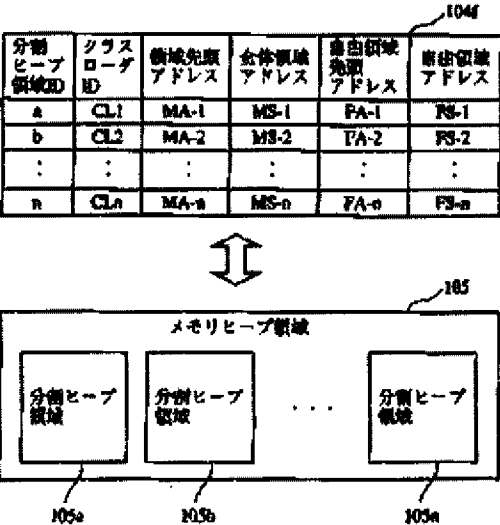 104f
分割
ヒープ
領域ID
クラス
ローダ
ID
領域先頭
アドレス
全体領域
アドレス
自由領域
先頭
アドレス
自由領域
アドレス
a CL1 MA-1 MS-1 FA-1 FS-1
b CL2 MA-2 MS-2 FA-2 FS-2
: : : : : :
n CLn MA-n MS-n FA-n FS-n
105
メモリヒープ領域
分割ヒープ
領域
分割ヒープ
領域
. . .
分割ヒープ
領域
105a 105b 105n